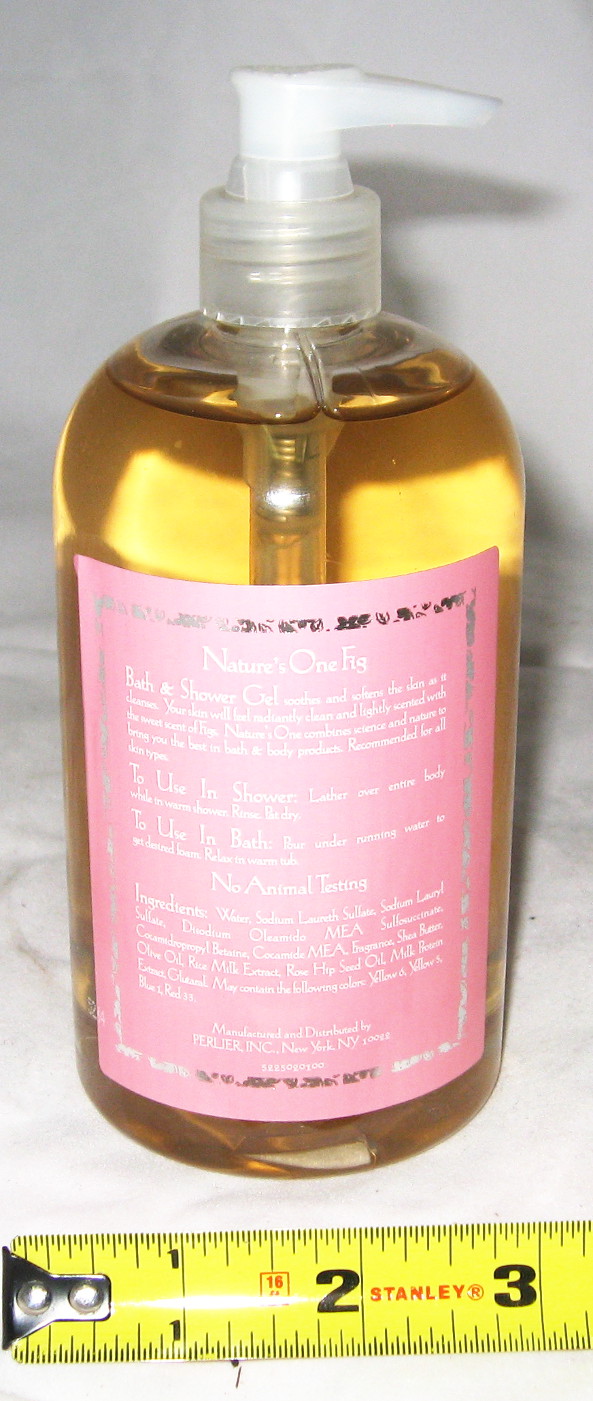 Nature's One Fig
Bath & Shower Gel soothes and softens the skin as it
cleanses. Your skin will feel radiantly clean and lightly scented with
the sweet scent of Figs. Nature's One combines science and nature to
bring you the best in bath & body products. Recommended for all
skin types.
To Use In Shower: Lather over entire body
while in warm shower. Rinse. Pat dry.
To Use In Bath: Pour under running water to
get desired foam. Relax in warm tub.
No Animal Testing
Ingredients: Water, Sodium Laureth Sulfate, Sodium Lauryl
Sulfate, Disodium Oleamido MEA Sulfosuccinate,
Cocamidropropyl Betaine, Cocamide MEA, Fragrance, Shea Butter,
Olive Oil, Rice Milk Extract, Rose Hip Seed Oil, Milk Protein
Extract, Glutaral. May contain the following colors: Yellow 6, Yellow 5,
Blue 1, Red 33.
Manufactured and Distributed by
PERLIER, INC., New York, NY 10022
5225020100
1 16 ft 2 STANLEY® 3
1